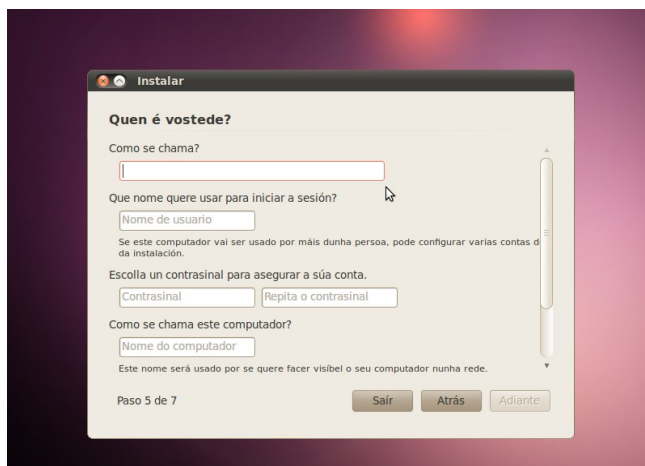 Instalar
Quen é vostede?
Como se chama?
Que nome quere usar para iniciar a sesión?
Nome de usuario
Se este computador vai ser usado por máis dunha persoa, pode configurar varias contas d
da instalación.
Escolla un contrasinal para asegurar a súa conta.
Contrasinal Repita o contrasinal
Como se chama este computador?
Nome do computador
Este nome será usado por se quere facer visíbel o seu computador nunha rede.
Paso 5 de 7 Saír Atrás Adiante